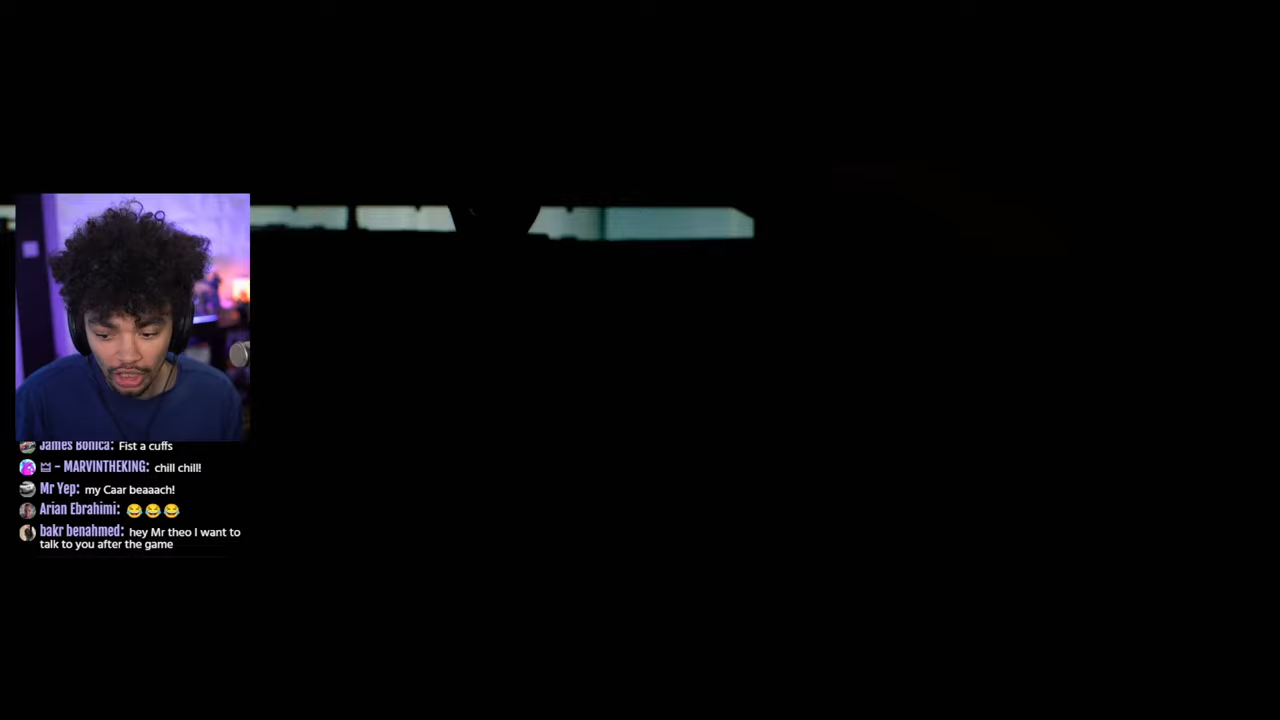 James Bonica: Fist a cuffs
- MARVINTHEKING: chill chill!
Mr Yep: my Caar beaaach!
Arian Ebrahimi: 😂😂😂
bakr benahmed: hey Mr theo I want to
talk to you after the game